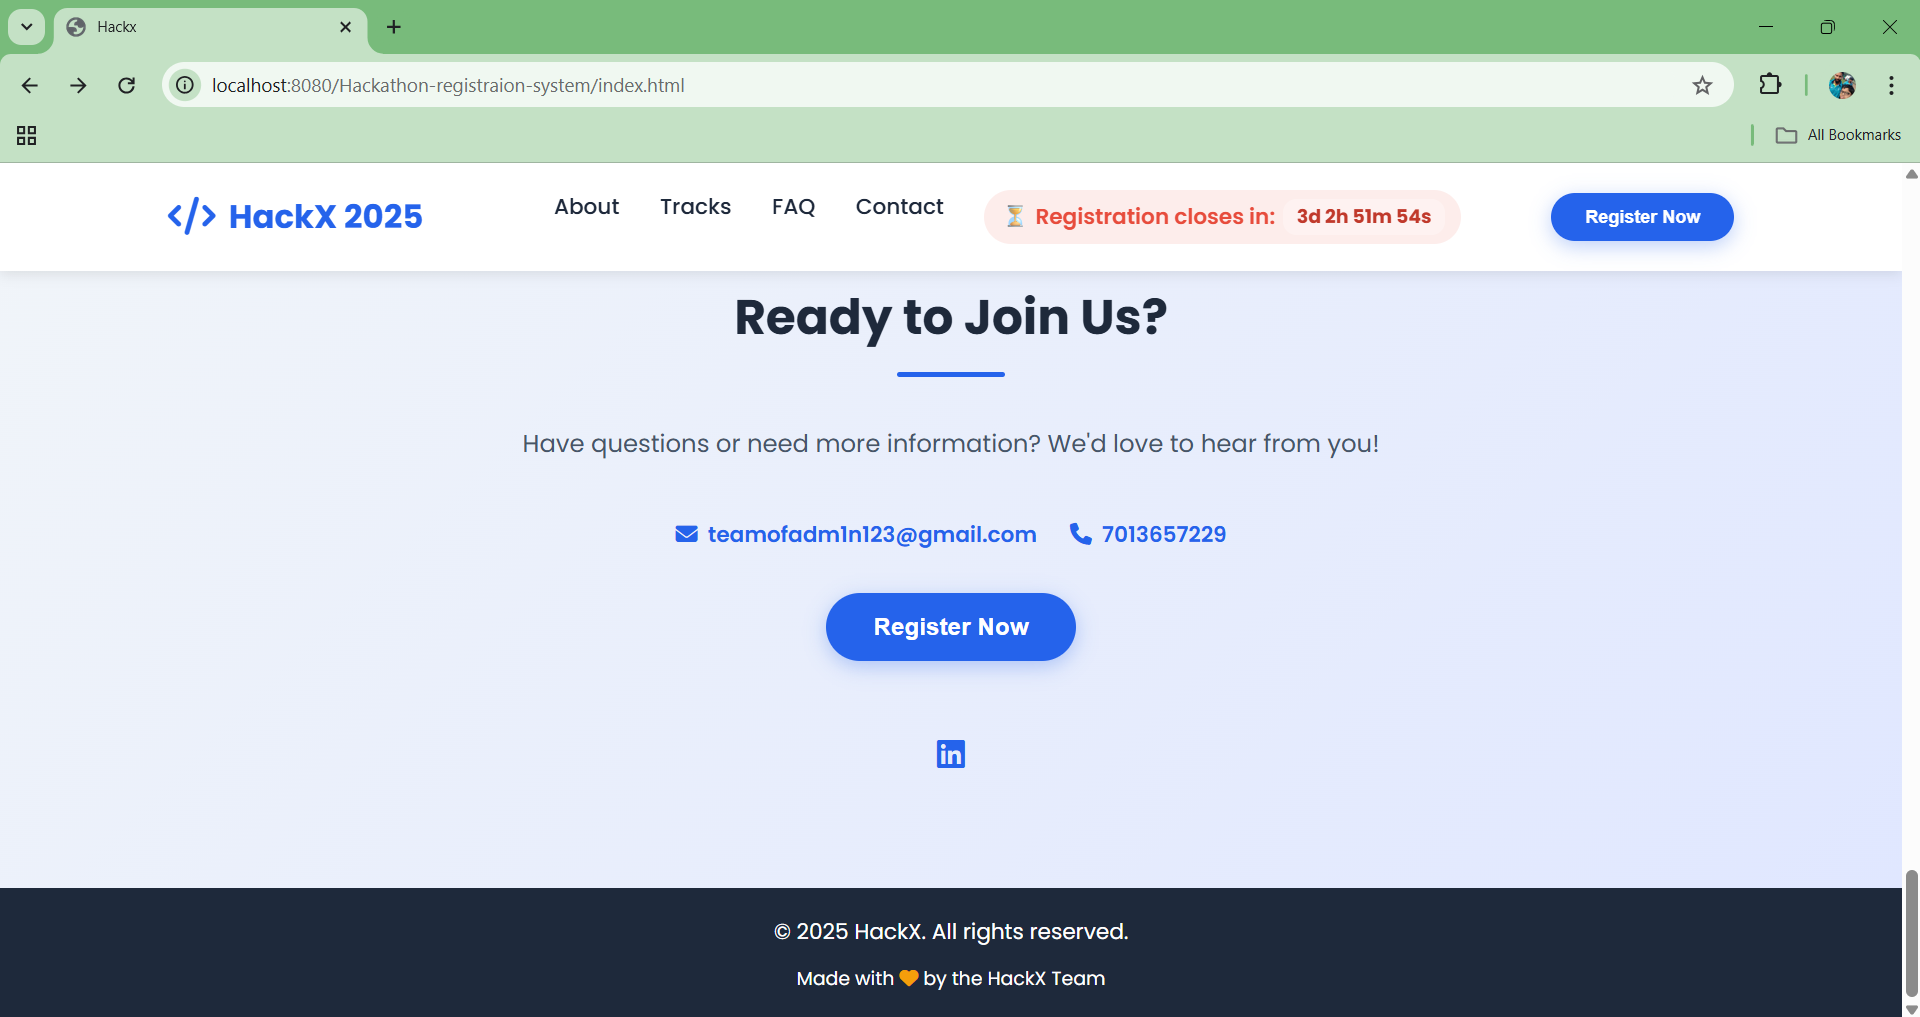 Hackx
localhost:8080/Hackathon-registraion-system/index.html
All Bookmarks
</> HackX 2025
About
Tracks
FAQ
Contact
⏳ Registration closes in: 3d 2h 51m 54s
Register Now
Ready to Join Us?
Have questions or need more information? We'd love to hear from you!
teamofadm1n123@gmail.com
7013657229
Register Now
in
© 2025 HackX. All rights reserved.
Made with 🧡 by the HackX Team